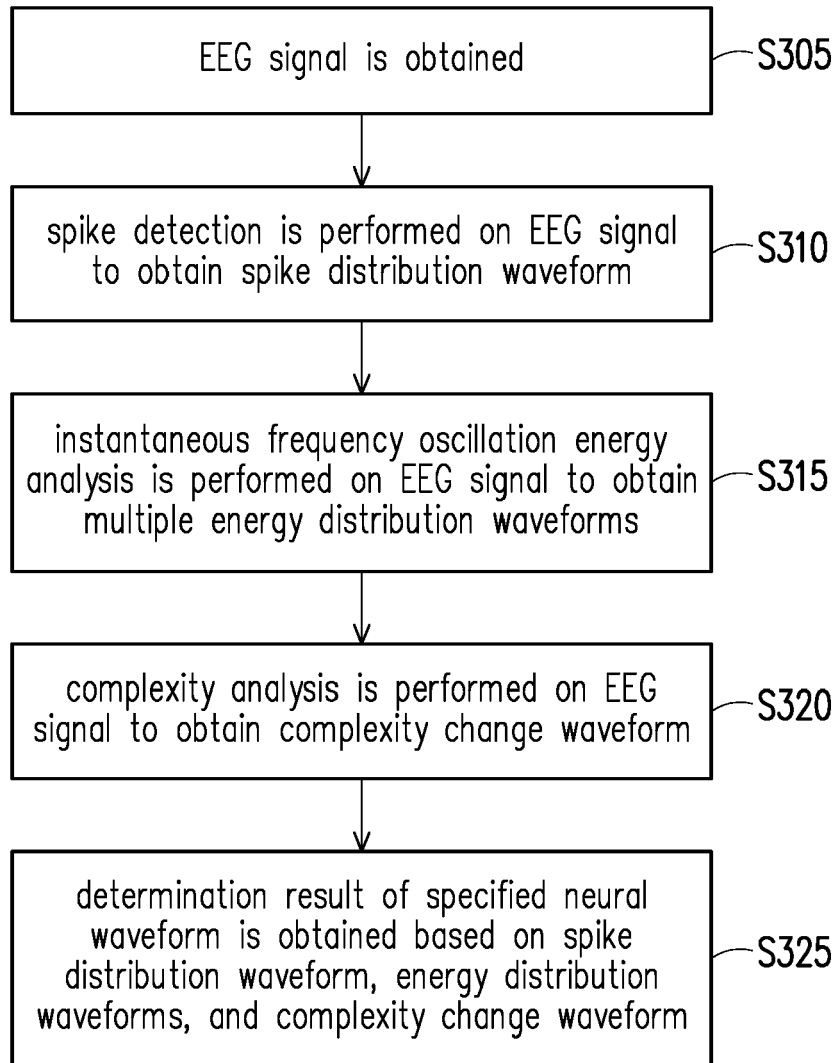 EEG signal is obtained
S305
spike detection is performed on EEG signal
to obtain spike distribution waveform
S310
instantaneous frequency oscillation energy
analysis is performed on EEG signal to obtain
multiple energy distribution waveforms
S315
complexity analysis is performed on EEG
signal to obtain complexity change waveform
S320
determination result of specified neural
waveform is obtained based on spike
distribution waveform, energy distribution
waveforms, and complexity change waveform
S325